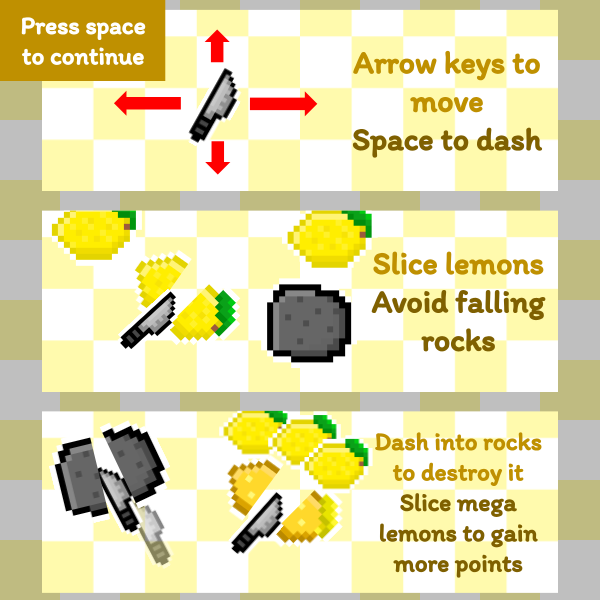 Press space
to continue
Arrow keys to
move
Space to dash
Slice lemons
Avoid falling
rocks
Dash into rocks
to destroy it
Slice mega
lemons to gain
more points